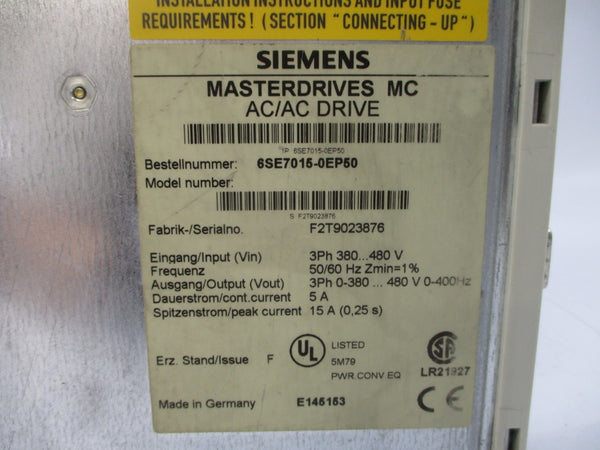 INSTALLATION INSTRUCTIONS AND INPUT FUSE
REQUIREMENTS ! (SECTION " CONNECTING - UP ")
SIEMENS
MASTERDRIVES MC
AC/AC DRIVE
1P 6SE7015-0EP50
Bestellnummer: 6SE7015-0EP50
Model number:
S F2T9023876
Fabrik-/Serialno. F2T9023876
Eingang/Input (Vin) 3Ph 380...480 V
Frequenz 50/60 Hz Zmin=1%
Ausgang/Output (Vout) 3Ph 0-380 ... 480 V 0-400Hz
Dauerstrom/cont.current 5 A
Spitzenstrom/peak current 15 A (0,25 s)
Erz. Stand/Issue F
UL LISTED
5M79
PWR.CONV.EQ
SA
LR21927
Made in Germany E145153 CE